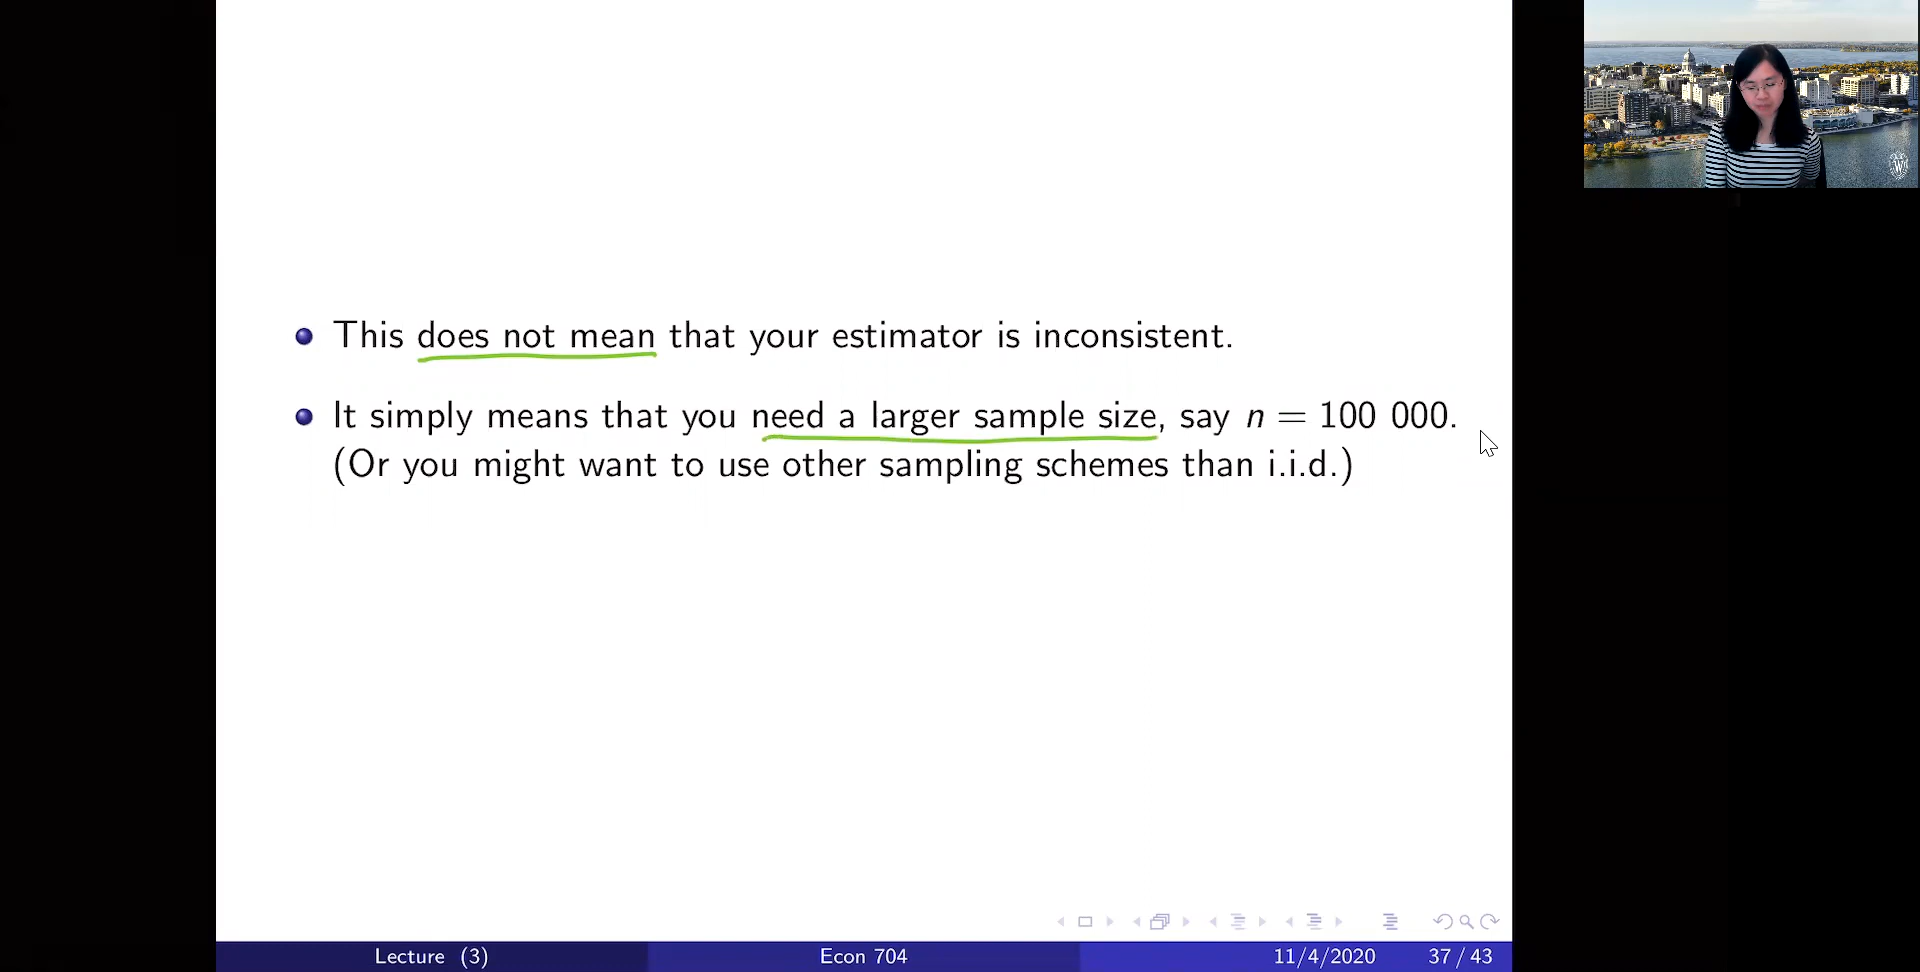 This does not mean that your estimator is inconsistent.
It simply means that you need a larger sample size, say n = 100 000.
(Or you might want to use other sampling schemes than i.i.d.)
Lecture (3)
Econ 704
11/4/2020
37 / 43
W